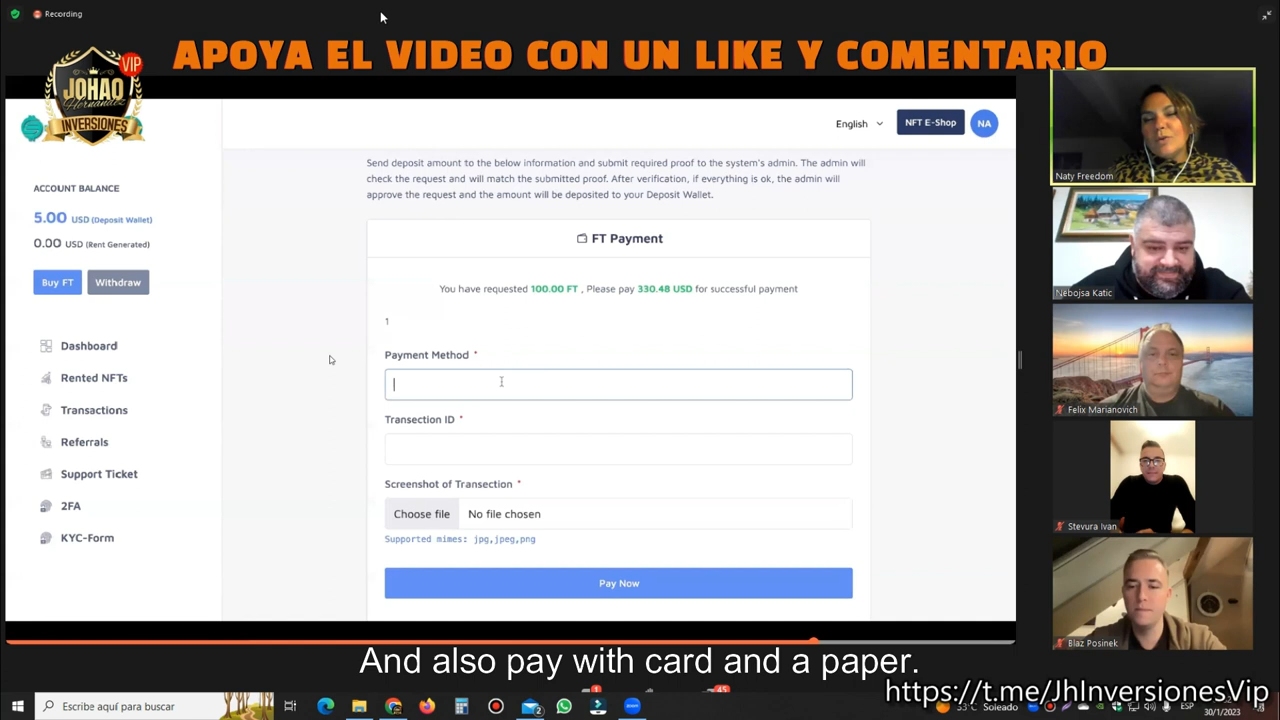 Recording
APOYA EL VIDEO CON UN LIKE Y COMENTARIO
VIP
JOHAO
Hernandez
INVERSIONES
English
NFT E-Shop
NA
Send deposit amount to the below information and submit required proof to the system's admin. The admin will
check the request and will match the submitted proof. After verification, if everything is ok, the admin will
approve the request and the amount will be deposited to your Deposit Wallet.
ACCOUNT BALANCE
5.00 USD (Deposit Wallet)
0.00 USD (Rent Generated)
Buy FT
Withdraw
Dashboard
Rented NFTs
Transactions
Referrals
Support Ticket
2FA
KYC-Form
FT Payment
You have requested 100.00 FT , Please pay 330.48 USD for successful payment
1
Payment Method *
Transection ID *
Screenshot of Transection *
Choose file No file chosen
Supported mimes: jpg,jpeg,png
Pay Now
Naty Freedom
Nebojsa Katic
Felix Marianovich
Stevura Ivan
Blaz Posinek
And also pay with card and a paper.
https://t.me/JhInversionesVip
Escribe aquí para buscar
2
1
45
zoom
Soleado
ESP
30/1/2023